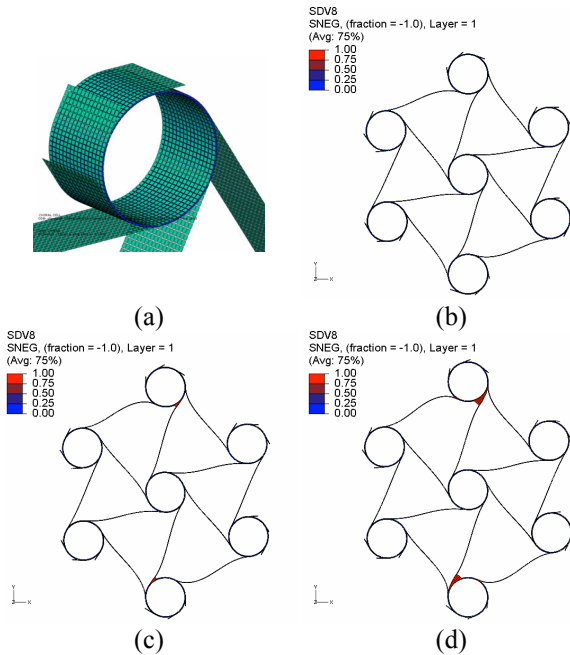 SDV8
SNEG, (fraction = -1.0), Layer = 1
(Avg: 75%)
1.00
0.75
0.50
0.25
0.00
Y
Z X
(a)
(b)
SDV8
SNEG, (fraction = -1.0), Layer = 1
(Avg: 75%)
1.00
0.75
0.50
0.25
0.00
Y
Z X
(c)
SDV8
SNEG, (fraction = -1.0), Layer = 1
(Avg: 75%)
1.00
0.75
0.50
0.25
0.00
Y
Z X
(d)